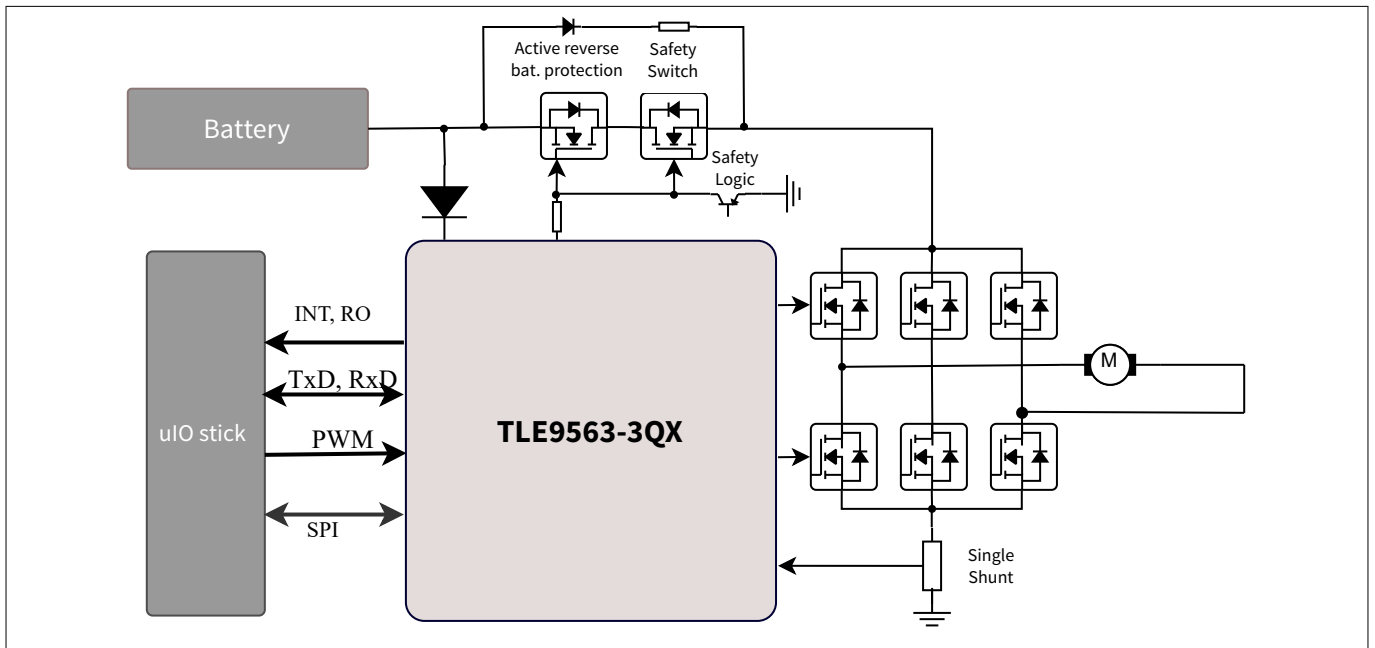 Active reverse
bat. protection
Safety
Switch
Battery
Safety
Logic
INT, RO
TxD, RxD
uIO stick
PWM
SPI
TLE9563-3QX
M
Single
Shunt